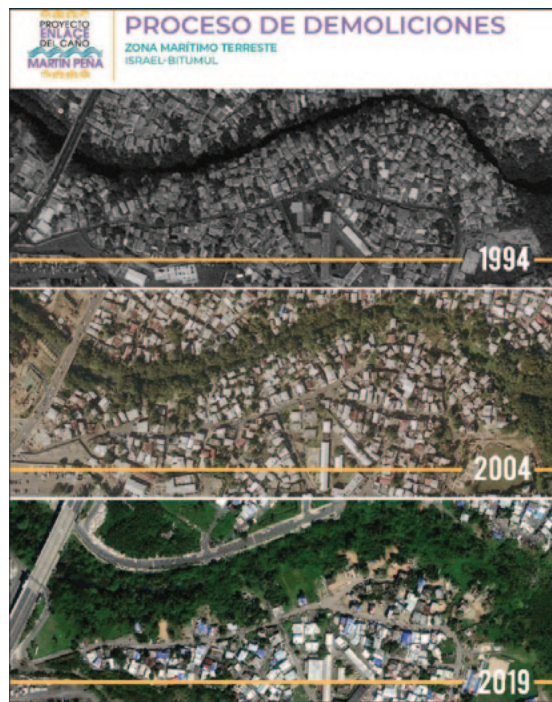 PROYECTO
ENLACE
DEL CAÑO
MARTÍN PEÑA
PROCESO DE DEMOLICIONES
ZONA MARÍTIMO TERRESTE
ISRAEL-BITUMUL
1994
2004
2019